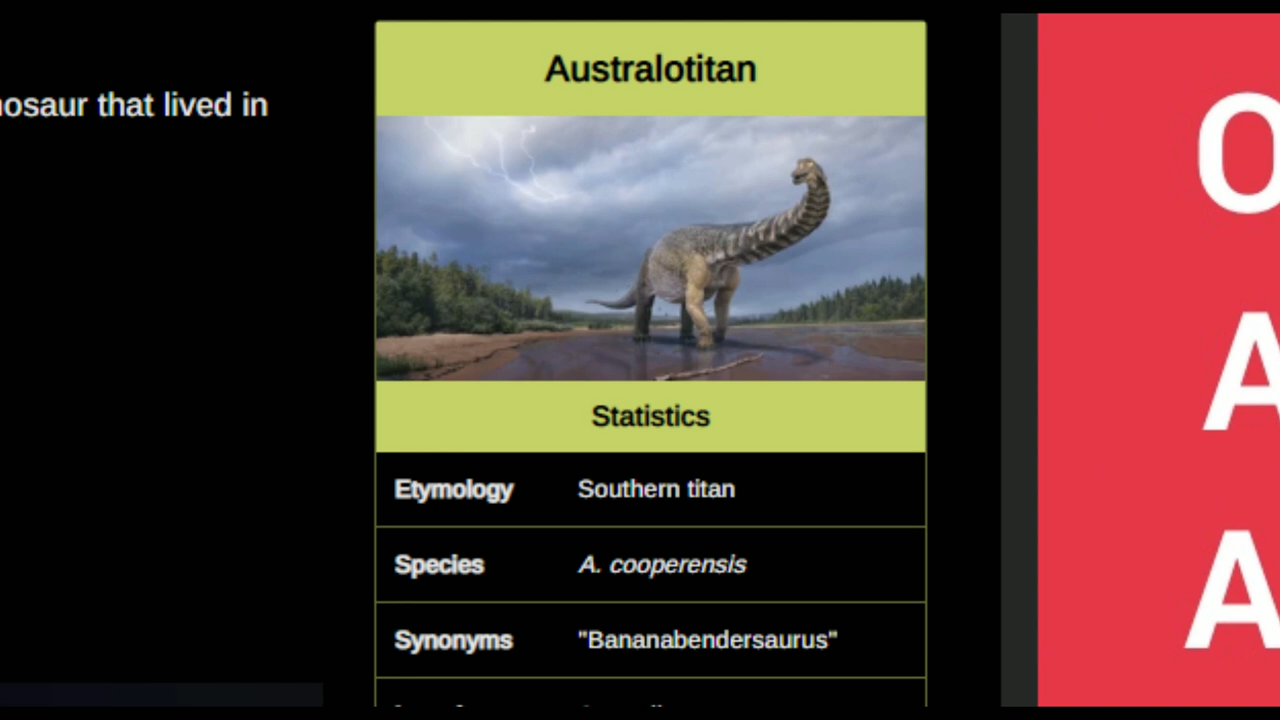 osaur that lived in
Australotitan
Statistics
Etymology Southern titan
Species A. cooperensis
Synonyms "Bananabendersaurus"
O
A
A